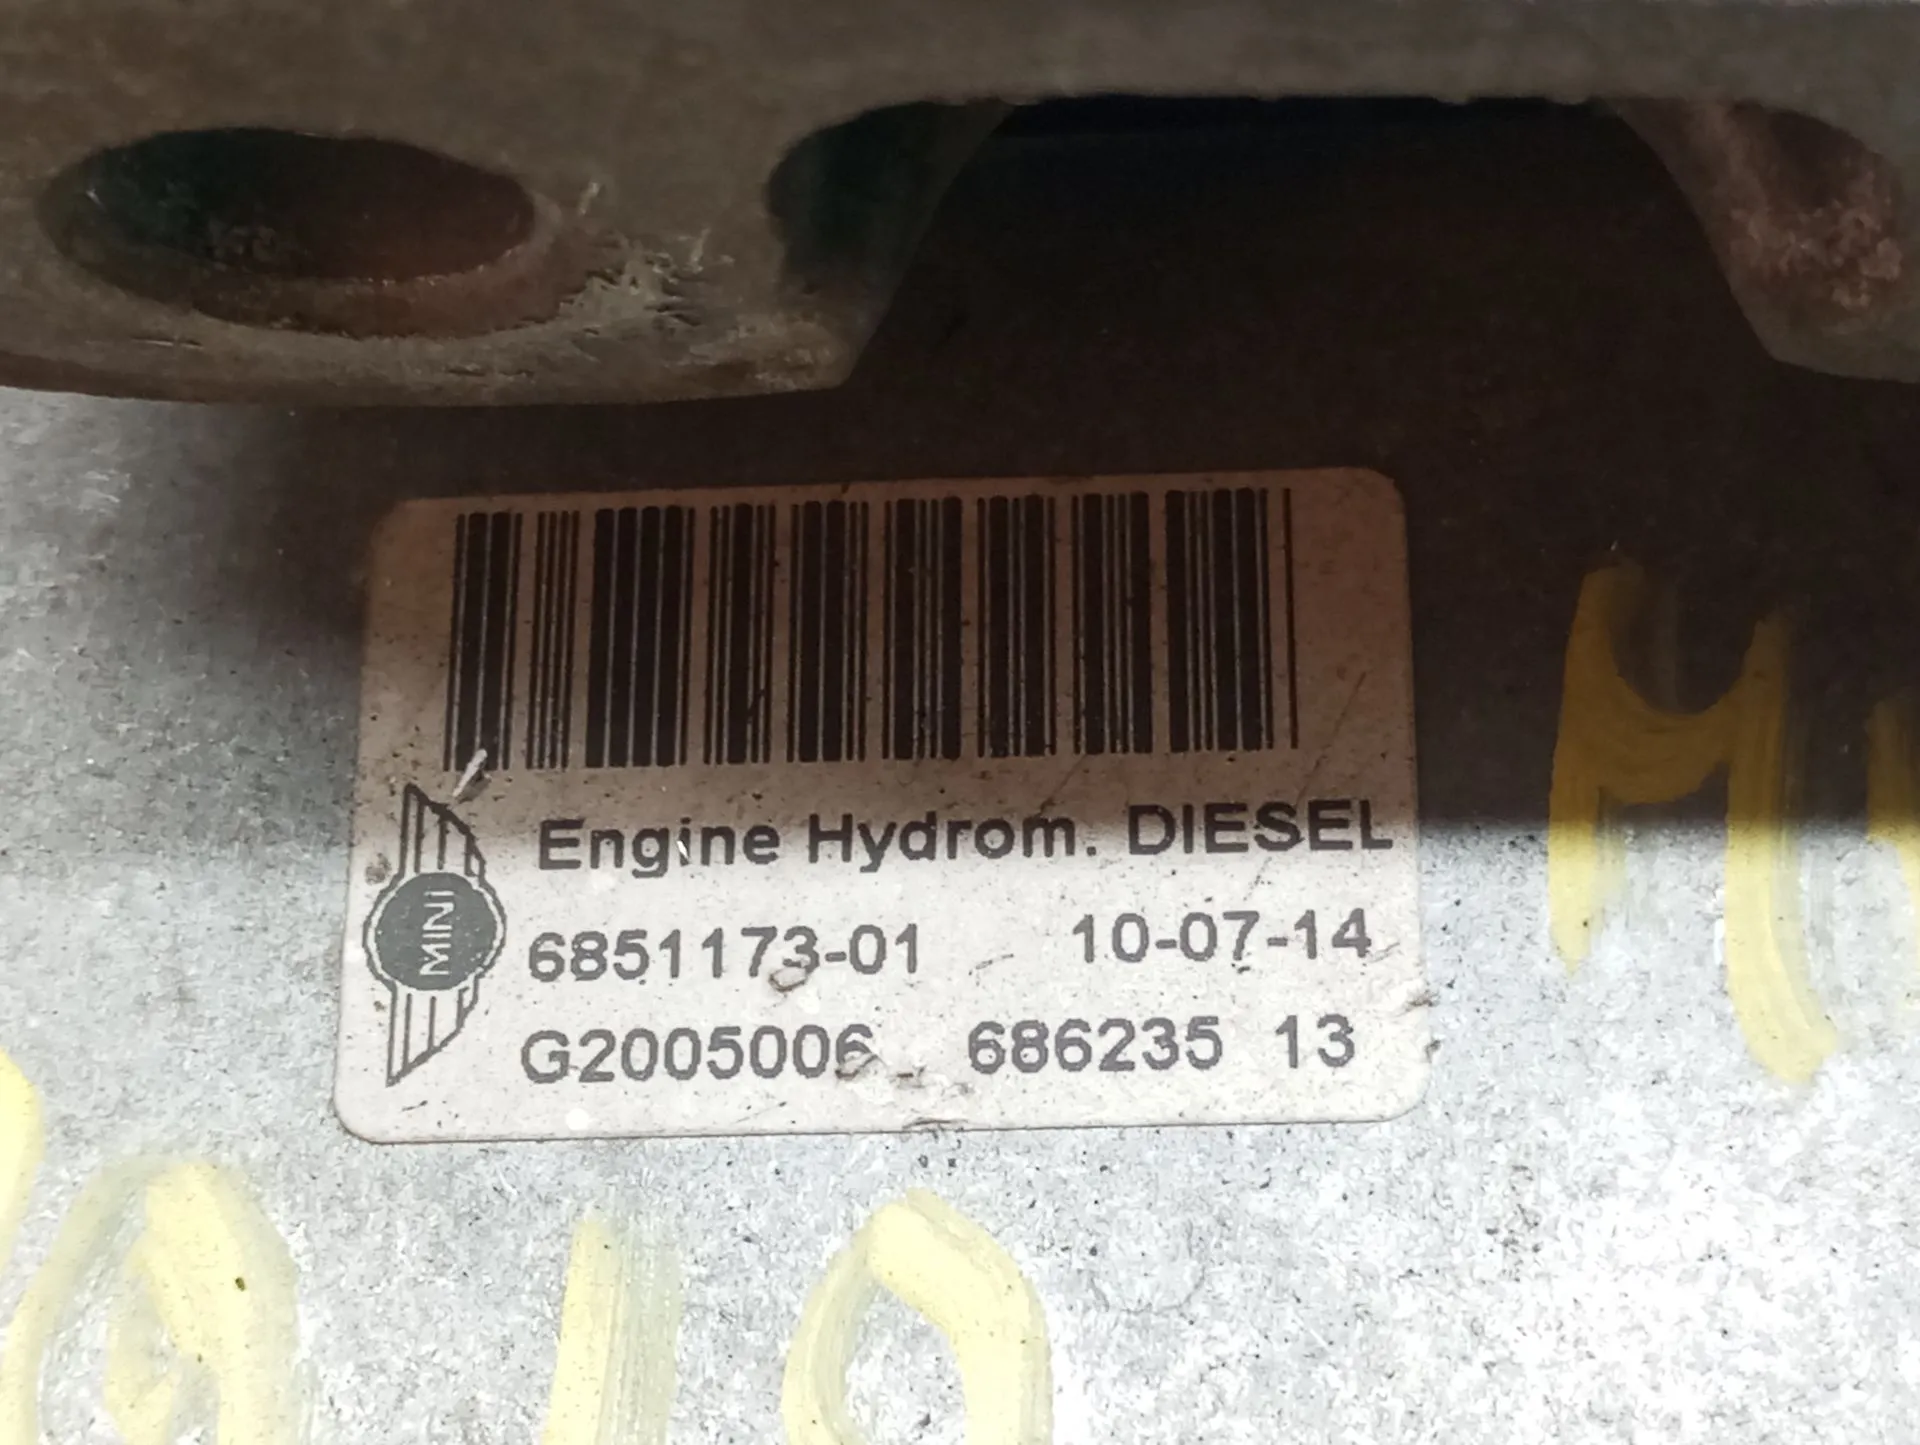 Engine Hydrom. DIESEL
MINI
6851173-01 10-07-14
G2005006 686235 13